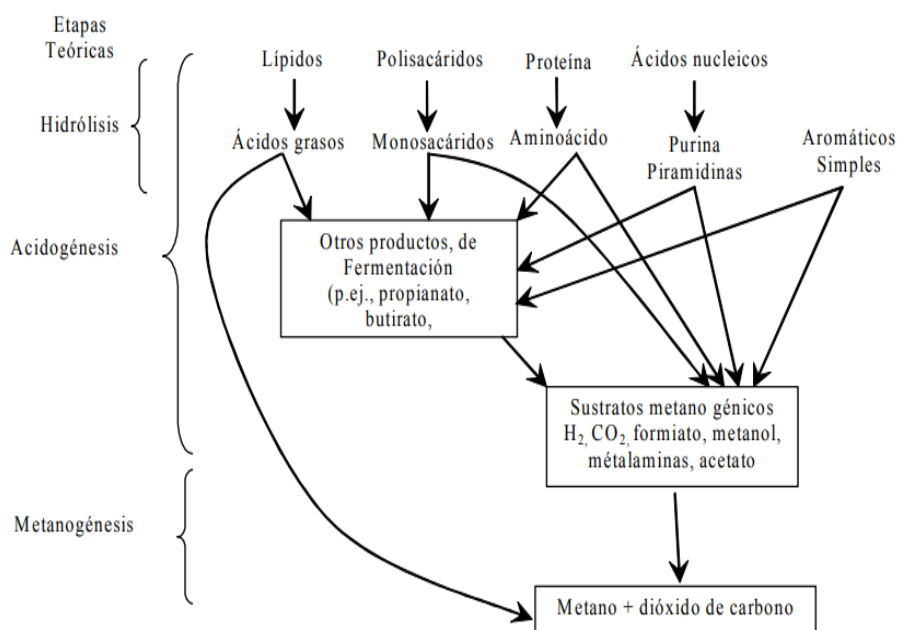 Etapas
Teóricas
Lípidos
Polisacáridos
Proteína
Ácidos nucleicos
Hidrólisis
Ácidos grasos
Monosacáridos
Aminoácido
Purina
Piramidinas
Aromáticos
Simples
Acidogénesis
Otros productos, de
Fermentación
(p.ej., propianato,
butirato,
Sustratos metano génicos
H2, CO2, formiato, metanol,
métalaminas, acetato
Metanogénesis
Metano + dióxido de carbono